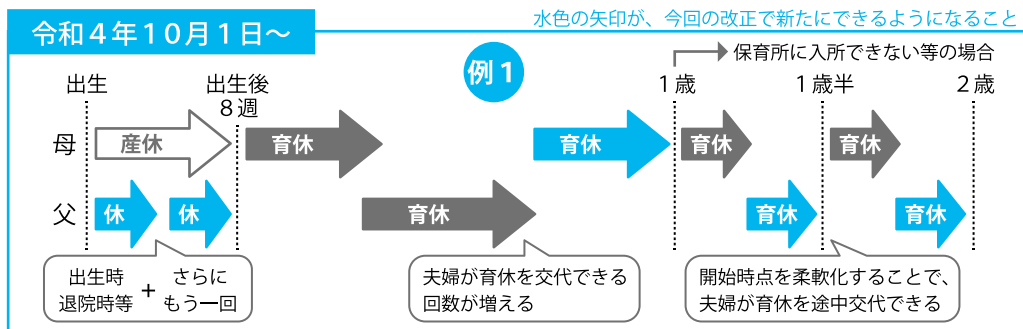 水色の矢印が、今回の改正で新たにできるようになること
令和4年10月1日～
例1
保育所に入所できない等の場合
出生
出生後
8週
1歳
1歳半
2歳
母
産休
育休
育休
育休
育休
父
休
休
育休
育休
育休
出生時
退院時等
+
さらに
もう一回
夫婦が育休を交代できる
回数が増える
開始時点を柔軟化することで、
夫婦が育休を途中交代できる